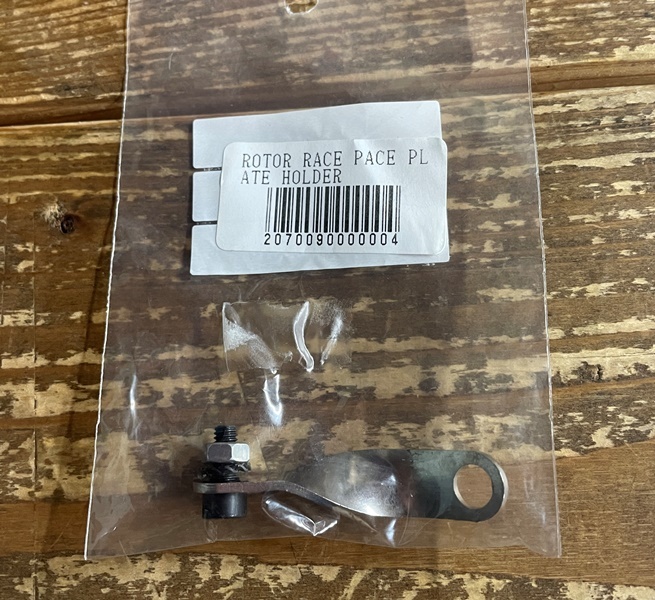 ROTOR RACE PACE PL
ATE HOLDER
2070090000004